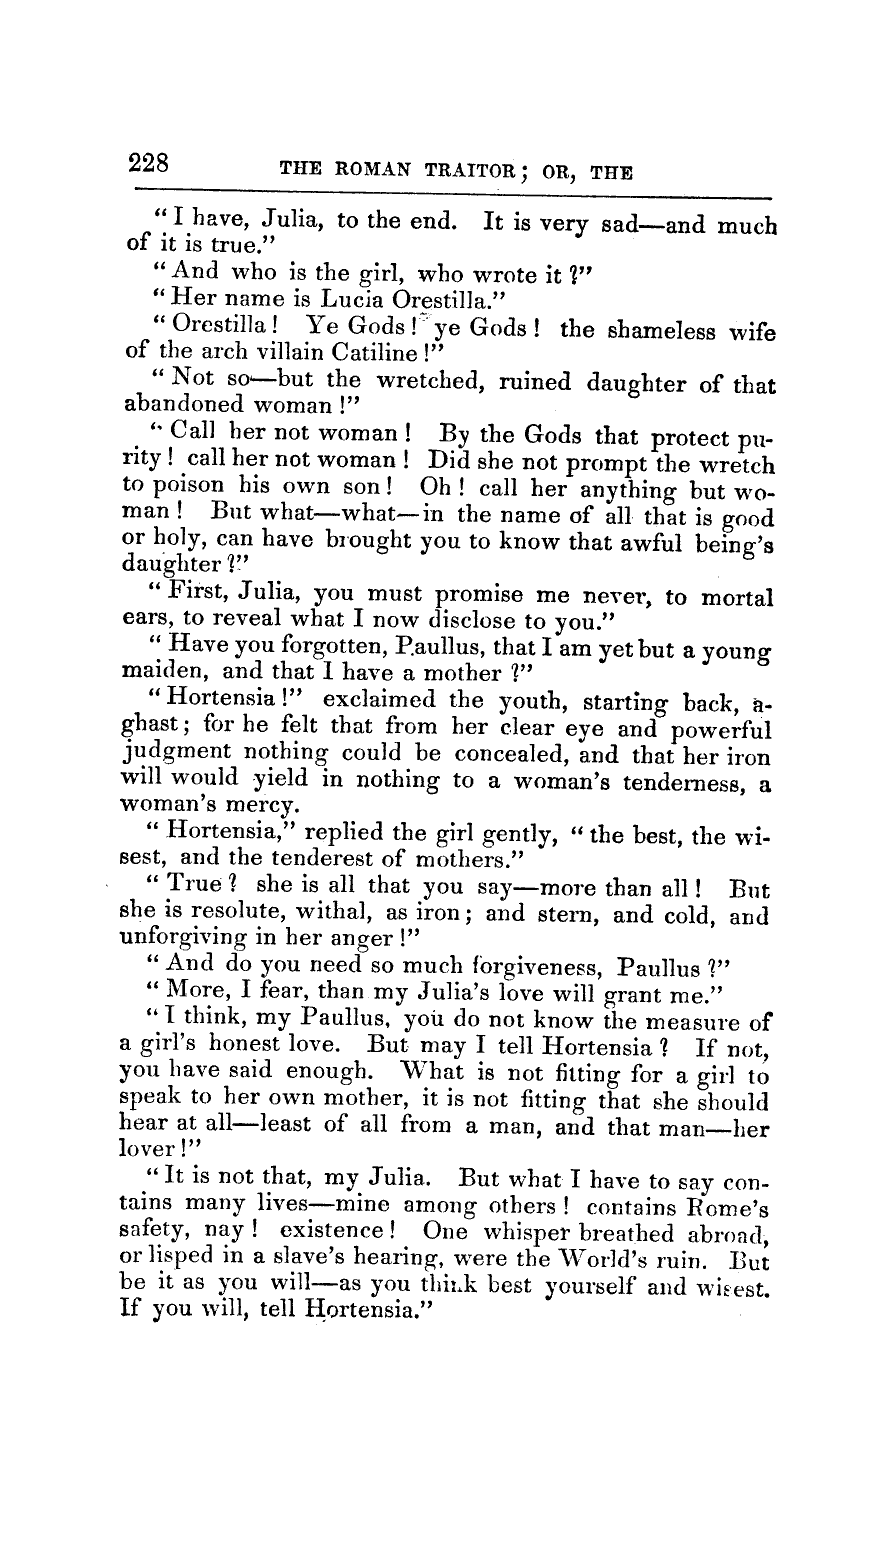 228 THE ROMAN TRAITOR; OR, THE
"I have, Julia, to the end. It is very sad—and much
of it is true."
"And who is the girl, who wrote it?"
"Her name is Lucia Orestilla."
"Orestilla! Ye Gods! ye Gods! the shameless wife
of the arch villain Catiline!"
"Not so—but the wretched, ruined daughter of that
abandoned woman!"
"Call her not woman! By the Gods that protect pu-
rity! call her not woman! Did she not prompt the wretch
to poison his own son! Oh! call her anything but wo-
man! But what—what—in the name of all that is good
or holy, can have brought you to know that awful being's
daughter?"
"First, Julia, you must promise me never, to mortal
ears, to reveal what I now disclose to you."
"Have you forgotten, Paullus, that I am yet but a young
maiden, and that I have a mother?"
"Hortensia!" exclaimed the youth, starting back, a-
ghast; for he felt that from her clear eye and powerful
judgment nothing could be concealed, and that her iron
will would yield in nothing to a woman's tenderness, a
woman's mercy.
"Hortensia," replied the girl gently, "the best, the wi-
sest, and the tenderest of mothers."
"True? she is all that you say—more than all! But
she is resolute, withal, as iron; and stern, and cold, and
unforgiving in her anger!"
"And do you need so much forgiveness, Paullus?"
"More, I fear, than my Julia's love will grant me."
"I think, my Paullus, you do not know the measure of
a girl's honest love. But may I tell Hortensia? If not,
you have said enough. What is not fitting for a girl to
speak to her own mother, it is not fitting that she should
hear at all—least of all from a man, and that man—her
lover!"
"It is not that, my Julia. But what I have to say con-
tains many lives—mine among others! contains Rome's
safety, nay! existence! One whisper breathed abroad,
or lisped in a slave's hearing, were the World's ruin. But
be it as you will—as you think best yourself and wisest.
If you will, tell Hortensia."